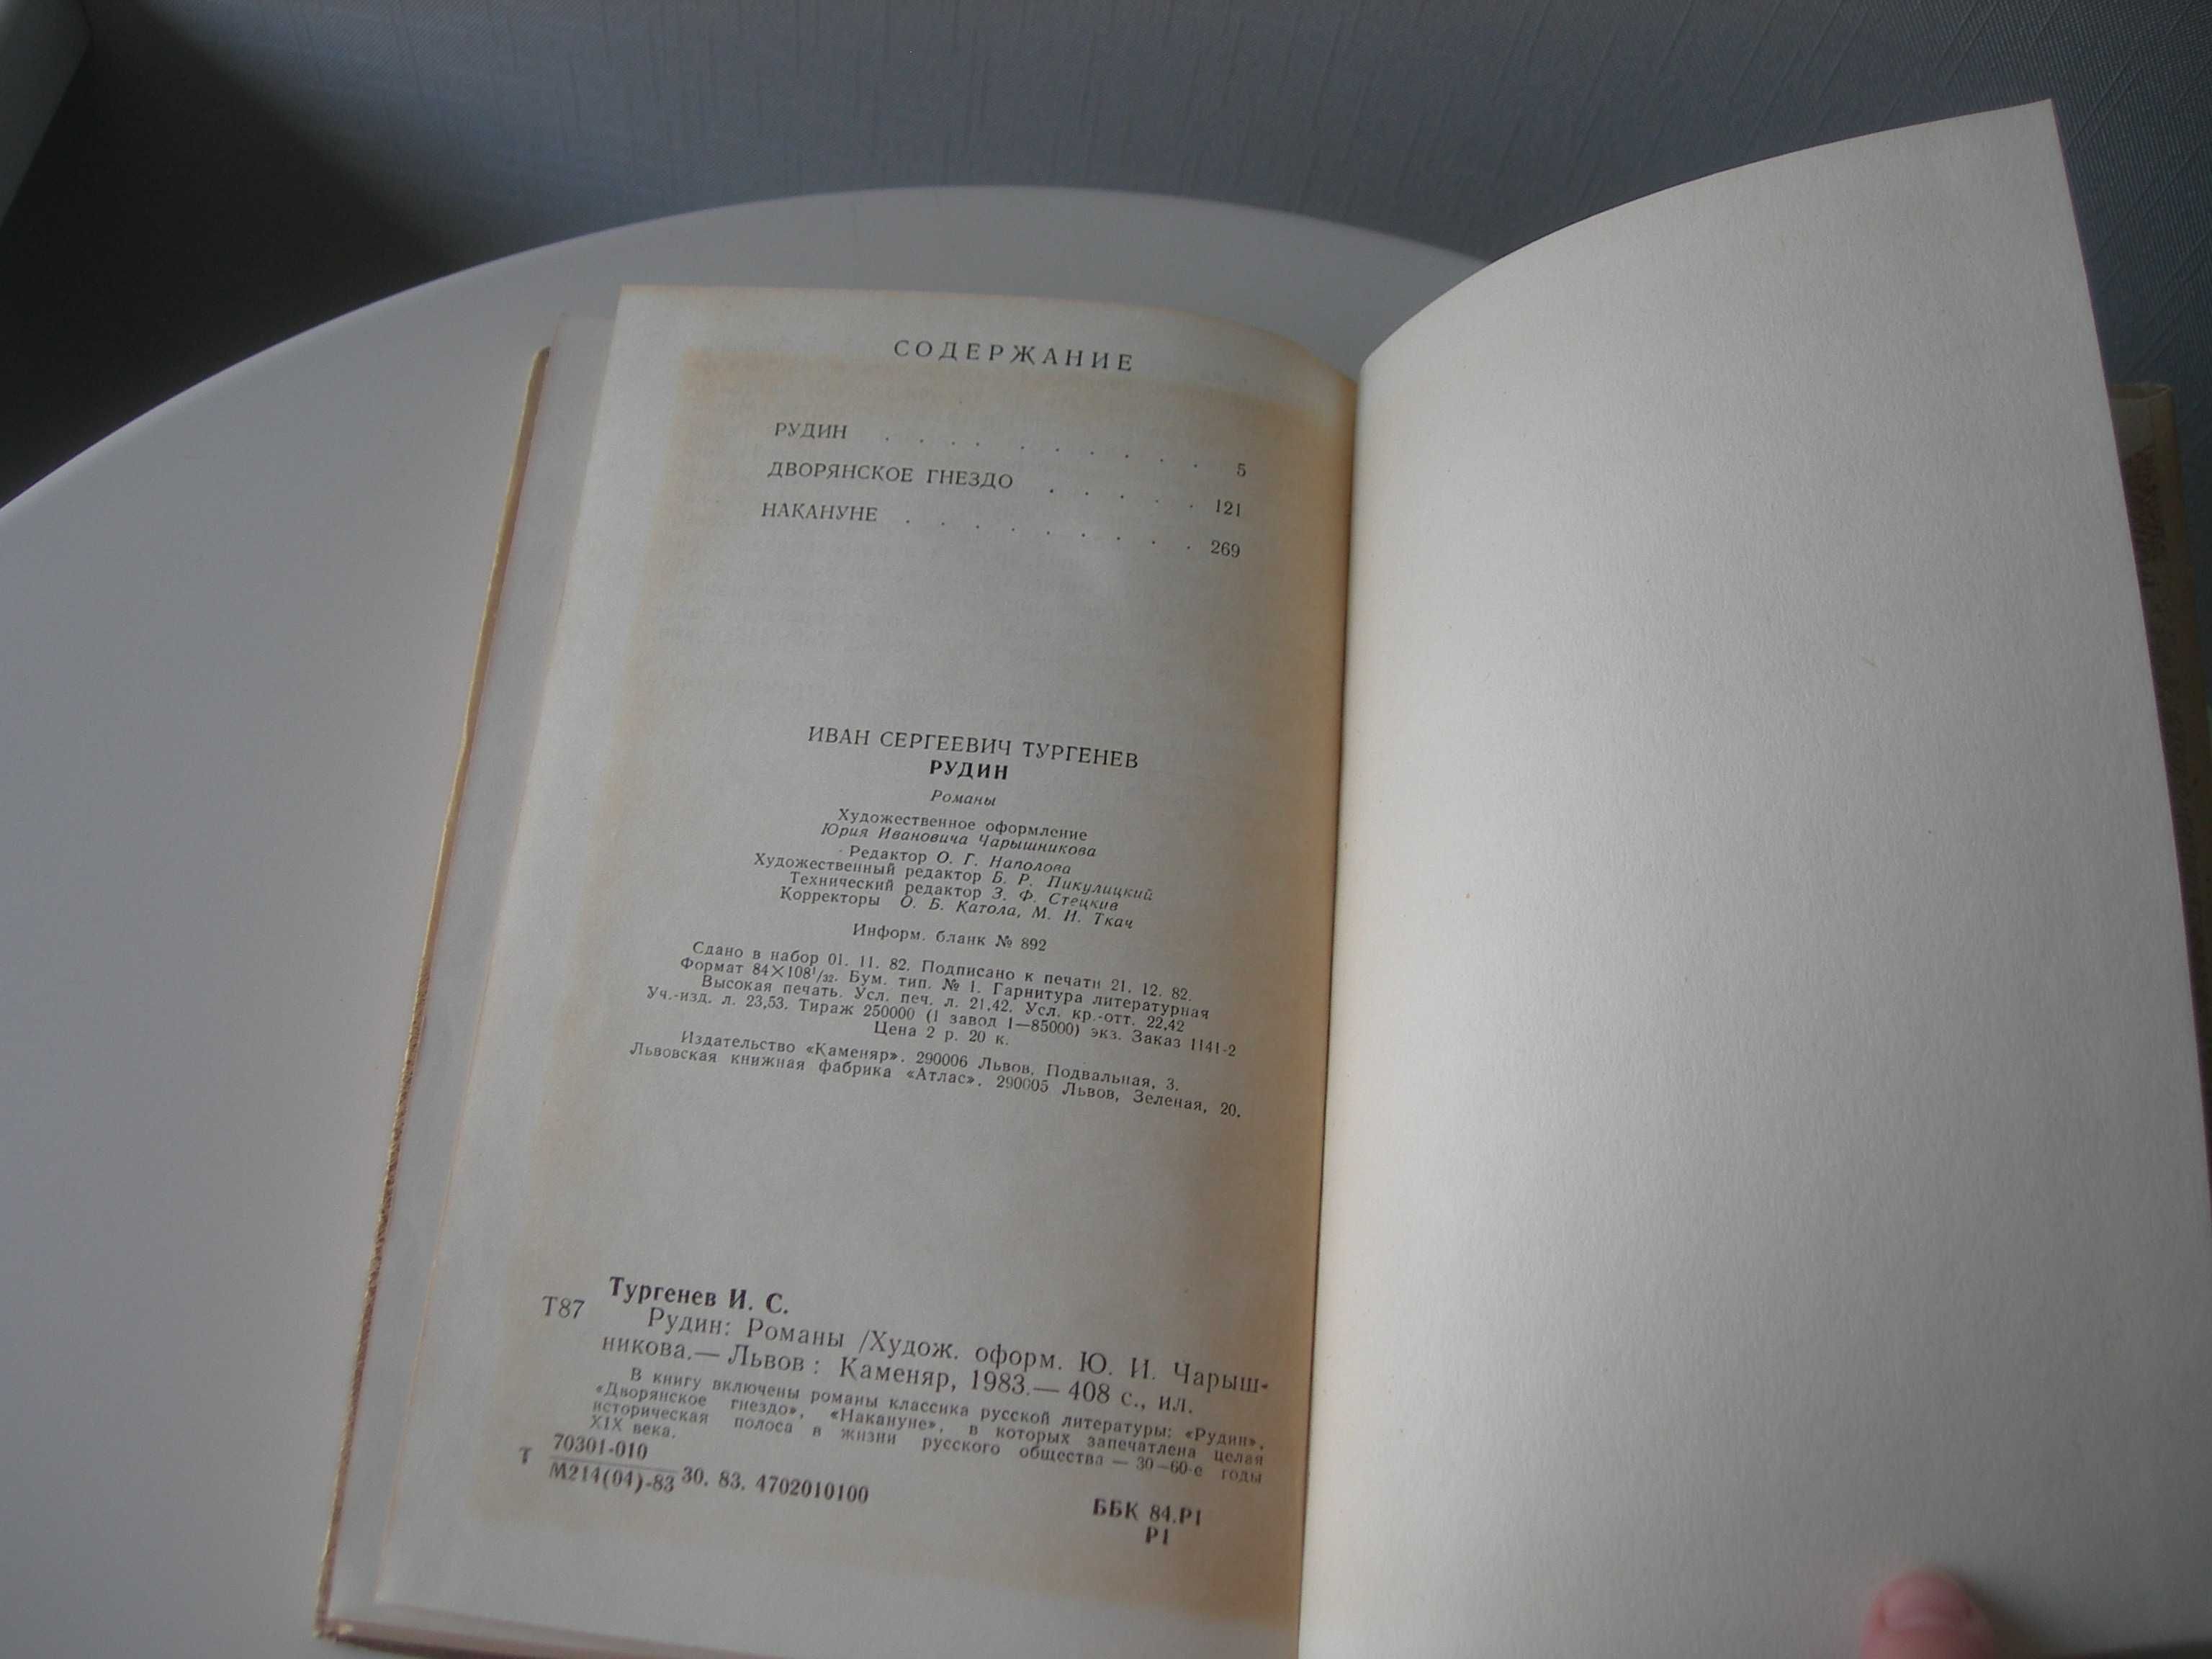 СОДЕРЖАНИЕ
РУДИН . . . . . . . . . . 5
ДВОРЯНСКОЕ ГНЕЗДО . . . . . 121
НАКАНУНЕ . . . . . . . . . 269
ИВАН СЕРГЕЕВИЧ ТУРГЕНЕВ
РУДИН
Романы
Художественное оформление
Юрия Ивановича Чарышникова
Редактор О. Г. Наполова
Художественный редактор Б. Р. Пикулицкий
Технический редактор З. Ф. Стецкив
Корректоры О. Б. Катола, М. И. Ткач
Информ. бланк № 892
Сдано в набор 01. 11. 82. Подписано к печати 21. 12. 82.
Формат 84×108¹/₃₂. Бум. тип. № 1. Гарнитура литературная
Высокая печать. Усл. печ. л. 21,42. Усл. кр.-отт. 22,42
Уч.-изд. л. 23,53. Тираж 250000 (1 завод 1—85000) экз. Заказ 1141-2
Цена 2 р. 20 к.
Издательство «Каменяр». 290006 Львов, Подвальная, 3.
Львовская книжная фабрика «Атлас». 290005 Львов, Зеленая, 20.
Тургенев И. С.
Т87 Рудин: Романы /Худож. оформ. Ю. И. Чарыш-
никова.— Львов : Каменяр, 1983.— 408 с., ил.
В книгу включены романы классика русской литературы: «Рудин»,
«Дворянское гнездо», «Накануне», в которых запечатлена целая
историческая полоса в жизни русского общества — 30—60-е годы
XIX века.
Т 70301-010
М214(04)-83 30. 83. 4702010100
ББК 84.Р1
Р1